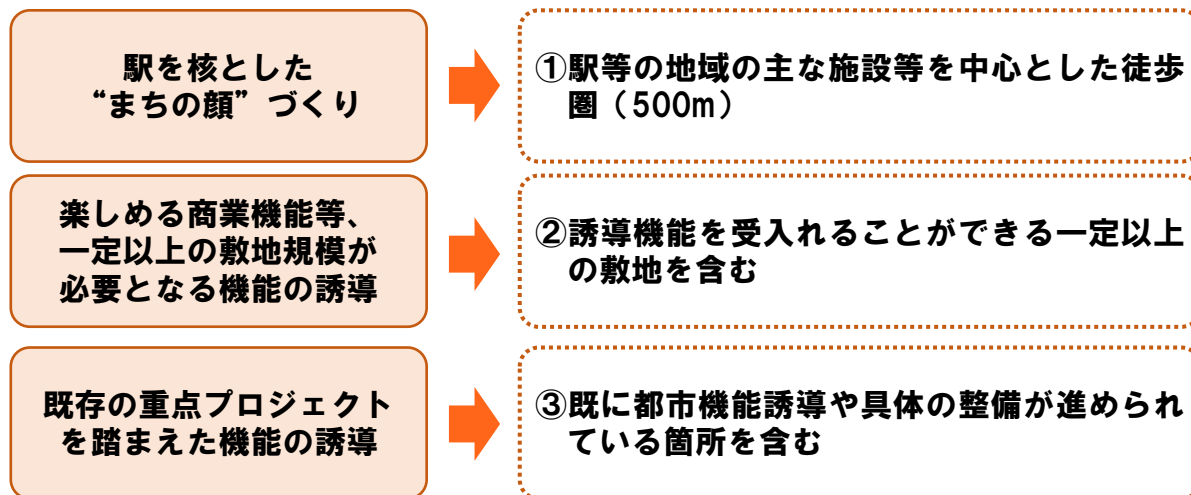 駅を核とした
“まちの顔”づくり
①駅等の地域の主な施設等を中心とした徒歩
圏（500m）
楽しめる商業機能等、
一定以上の敷地規模が
必要となる機能の誘導
②誘導機能を受入れることができる一定以上
の敷地を含む
既存の重点プロジェクト
を踏まえた機能の誘導
③既に都市機能誘導や具体の整備が進められ
ている箇所を含む